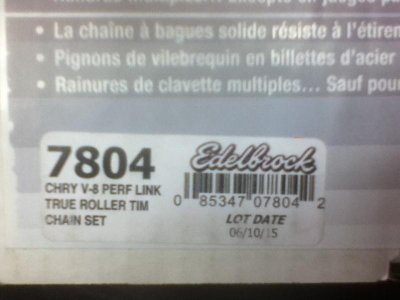 • La chaîne à bagues solide résiste à l'étirem
• Pignons de vilebrequin en billettes d'acier
• Rainures de clavette multiples... Sauf pour
7804
CHRY V-8 PERF LINK
TRUE ROLLER TIM
CHAIN SET
Edelbrock
0 85347 07804 2
LOT DATE
06/10/15